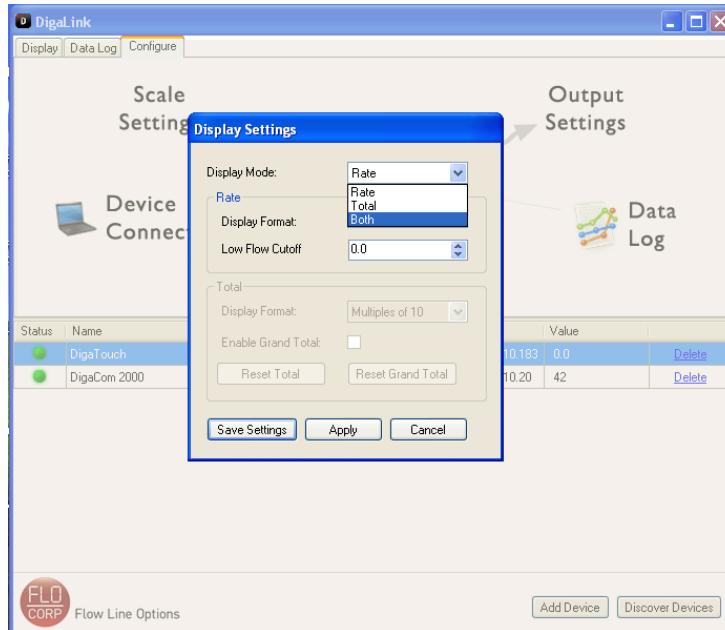 DigaLink
Display Data Log Configure
Scale
Setting
Output
Settings
Device
Connect
Data
Log
Display Settings
Display Mode: Rate
Rate
Total
Both
Rate
Display Format:
Low Flow Cutoff 0.0
Total
Display Format: Multiples of 10
Enable Grand Total:
Reset Total Reset Grand Total
Save Settings Apply Cancel
Status Name Value
DigaTouch 10.183 0.0 Delete
DigaCom 2000 10.20 42 Delete
FLO
CORP
Flow Line Options
Add Device Discover Devices